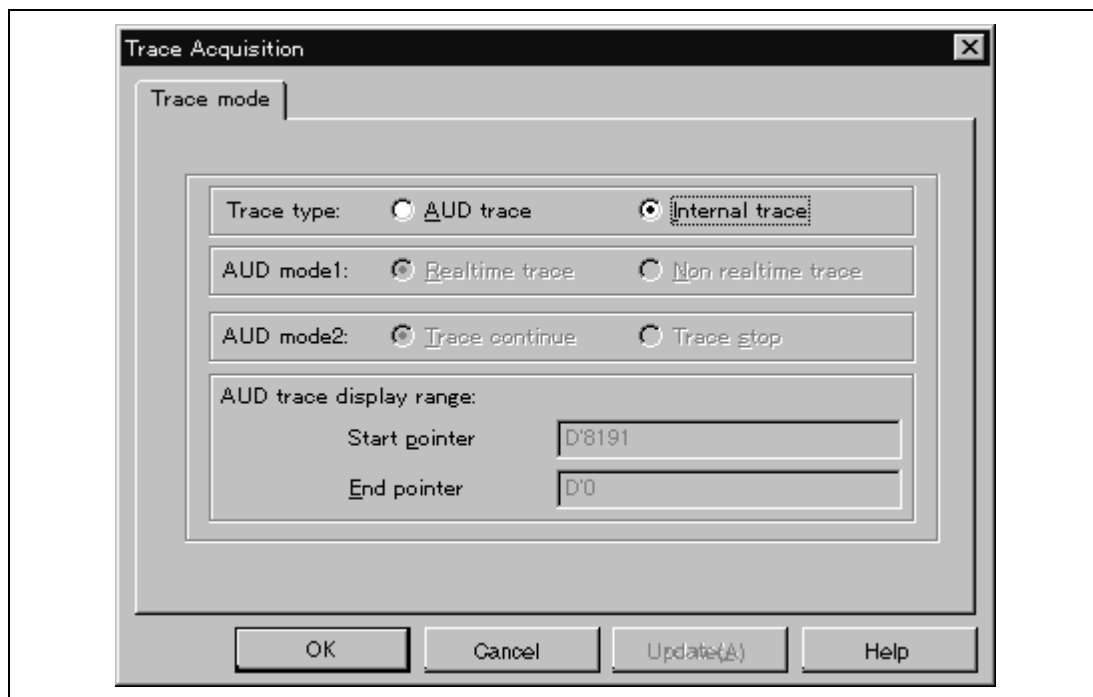 Trace Acquisition
Trace mode
Trace type: AUD trace Internal trace
AUD mode1: Realtime trace Non realtime trace
AUD mode2: Trace continue Trace stop
AUD trace display range:
Start pointer D'8191
End pointer D'0
OK Cancel Update(A) Help